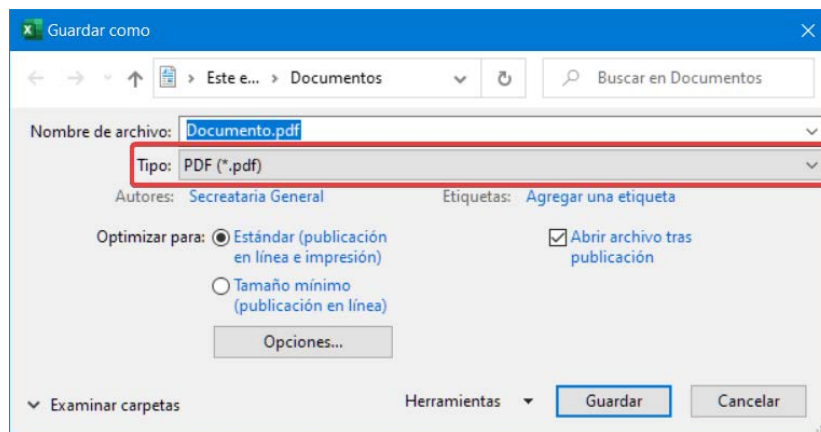 Guardar como
Este e... > Documentos
Buscar en Documentos
Nombre de archivo: Documento.pdf
Tipo: PDF (*.pdf)
Autores: Secreataria General
Etiquetas: Agregar una etiqueta
Optimizar para: Estándar (publicación
en línea e impresión)
Abrir archivo tras
publicación
Tamaño mínimo
(publicación en línea)
Opciones...
Examinar carpetas
Herramientas
Guardar
Cancelar